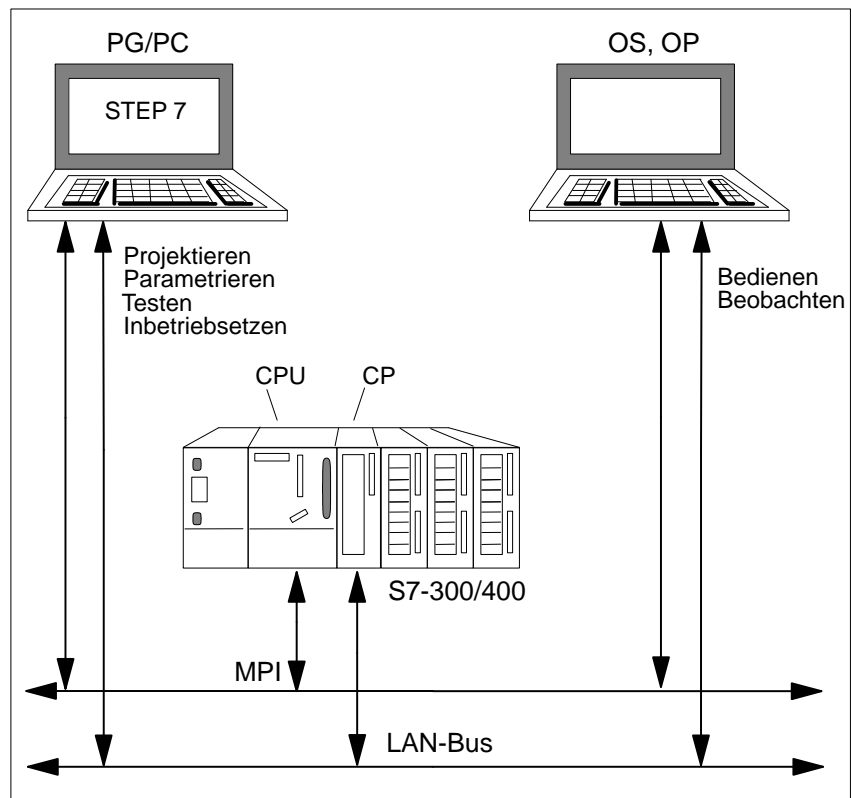 PG/PC
OS, OP
STEP 7
Projektieren
Parametrieren
Testen
Inbetriebsetzen
Bedienen
Beobachten
CPU
CP
S7-300/400
MPI
LAN-Bus